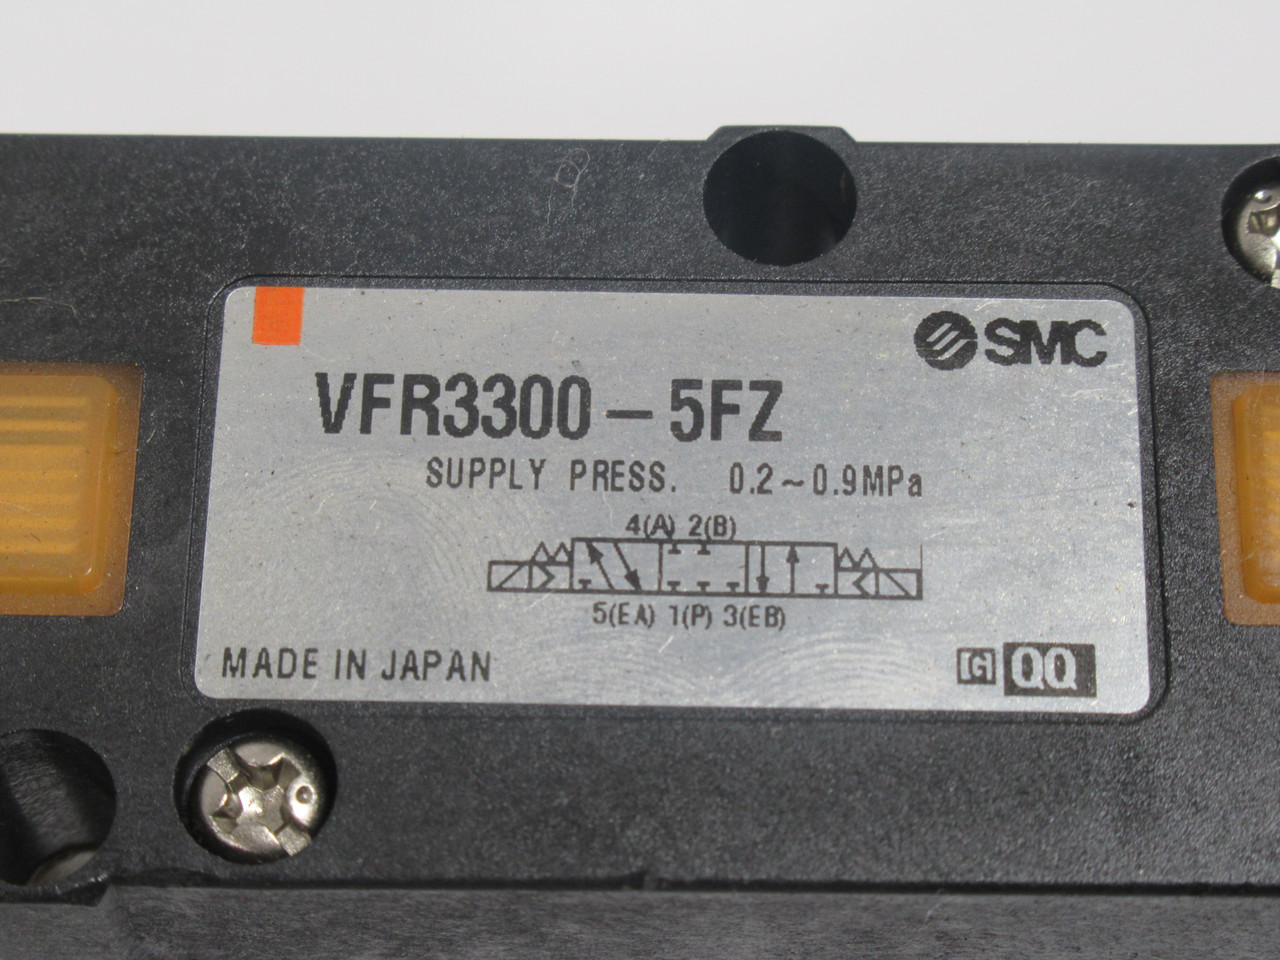 SMC
VFR3300-5FZ
SUPPLY PRESS. 0.2~0.9MPa
4(A) 2(B)
5(EA) 1(P) 3(EB)
MADE IN JAPAN
[G] QQ